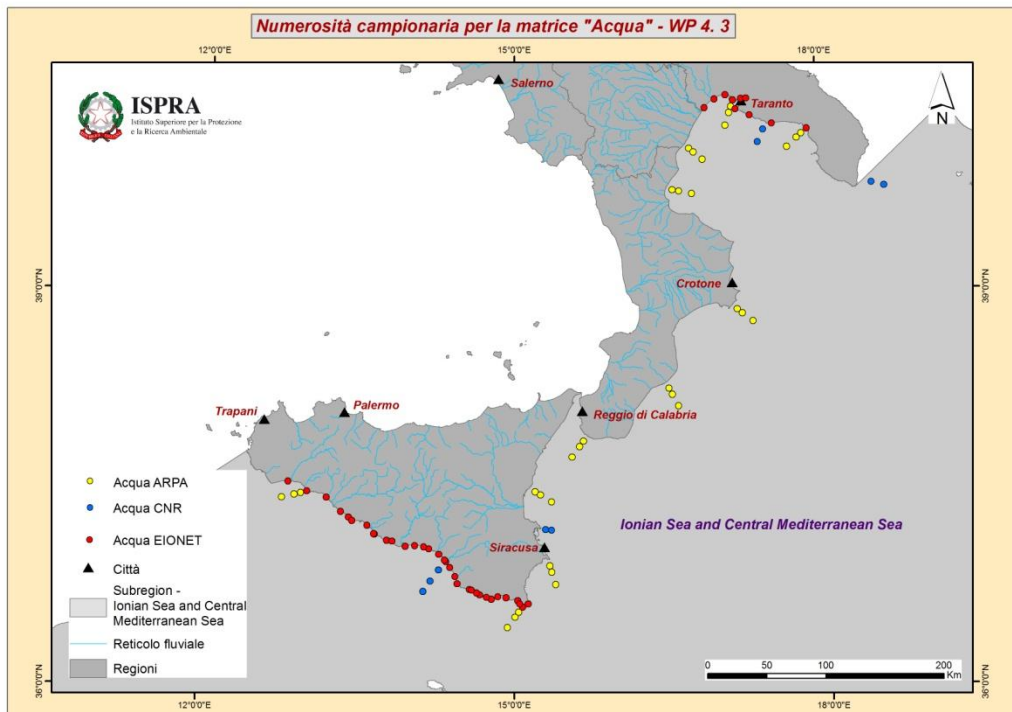 Numerosità campionaria per la matrice "Acqua" - WP 4. 3
12°0'0"E
15°0'0"E
18°0'0"E
ISPRA
Istituto Superiore per la Protezione
e la Ricerca Ambientale
Salerno
Taranto
N
39°0'0"N
39°0'0"N
Crotone
Trapani
Palermo
Reggio di Calabria
Acqua ARPA
Acqua CNR
Acqua EIONET
Città
Subregion -
Ionian Sea and Central
Mediterranean Sea
Reticolo fluviale
Regioni
Siracusa
Ionian Sea and Central Mediterranean Sea
0 50 100 200
Km
36°0'0"N
36°0'0"N
12°0'0"E
15°0'0"E
18°0'0"E